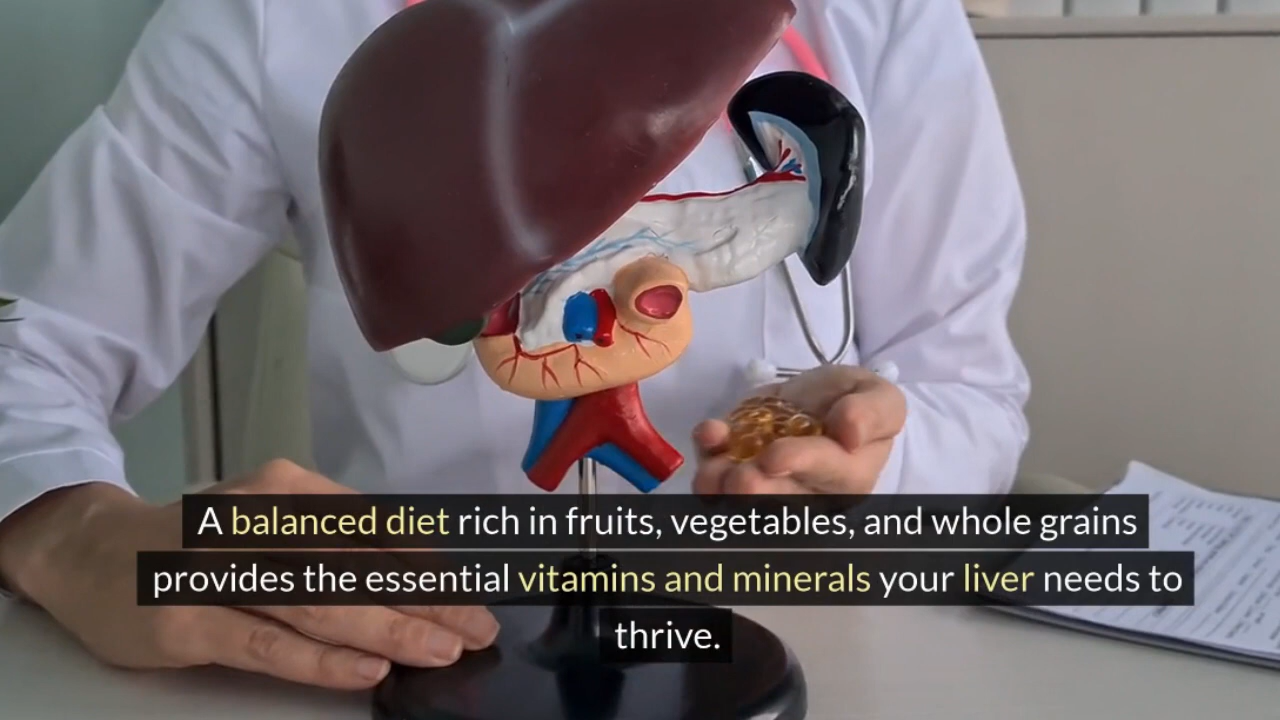 A balanced diet rich in fruits, vegetables, and whole grains
provides the essential vitamins and minerals your liver needs to
thrive.